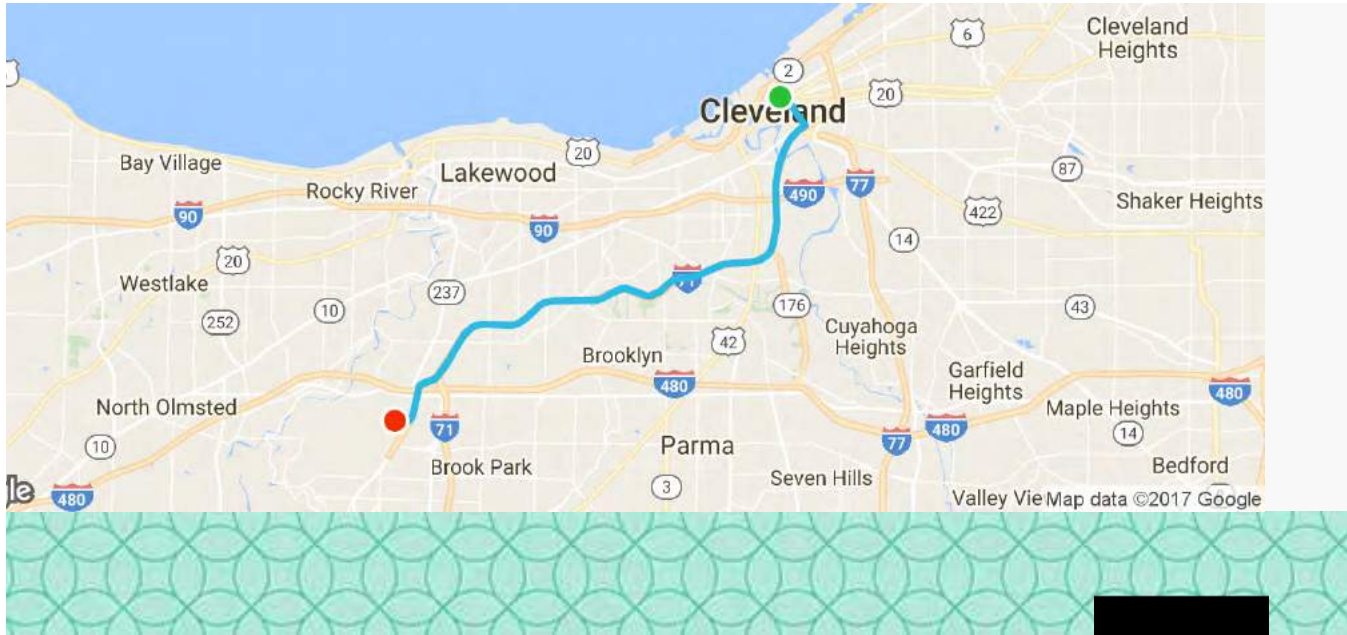 Cleveland
Heights
6
2
20
Cleveland
20
Bay Village
Lakewood
87
Rocky River
490
77
Shaker Heights
90
422
90
14
20
Westlake
71
237
176
43
252
10
Cuyahoga
Heights
42
Brooklyn
Garfield
Heights
480
480
North Olmsted
Maple Heights
71
480
14
10
77
Parma
Brook Park
Bedford
Seven Hills
3
le
480
Valley Vie
Map data ©2017 Google